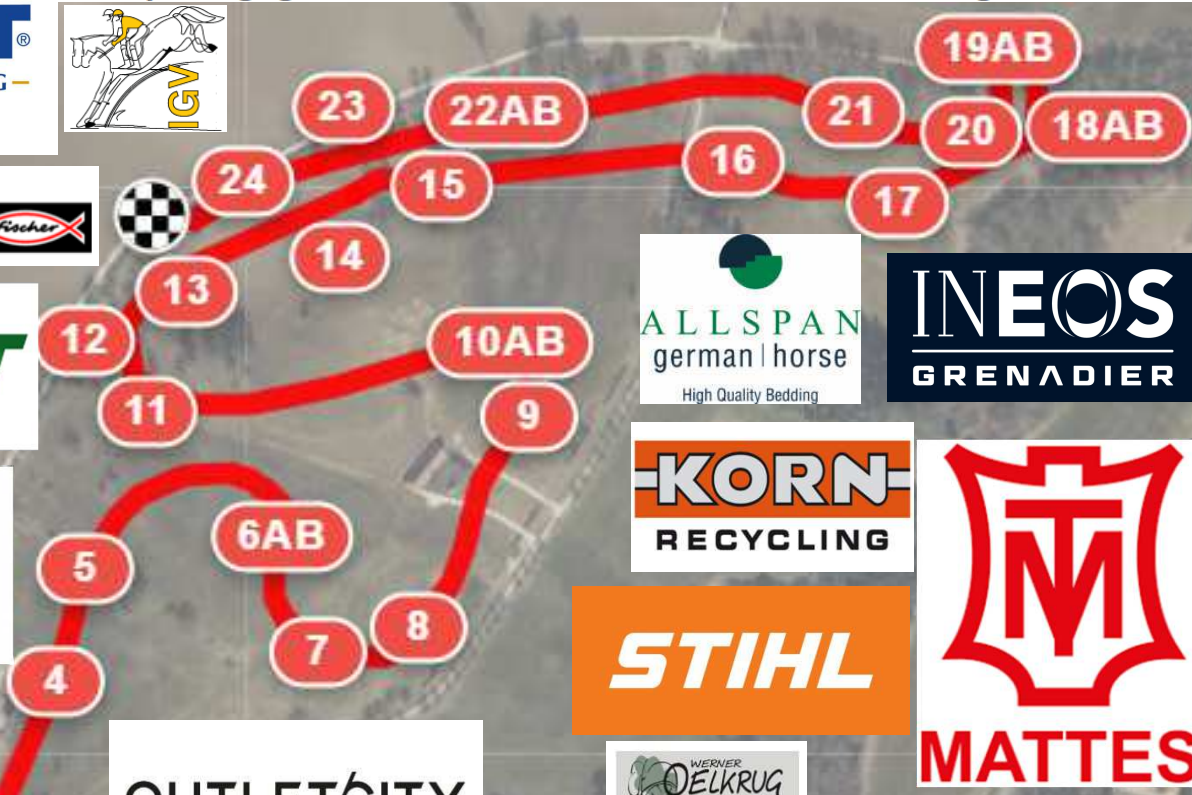 ®
IGV
19AB
23
22AB
21
20
18AB
24
15
16
17
fischer
14
13
12
10AB
11
9
ALLSPAN
german | horse
High Quality Bedding
INEOS
GRENADIER
KORN
RECYCLING
6AB
5
8
7
4
STIHL
MATTES
WERNER
OELKRUG